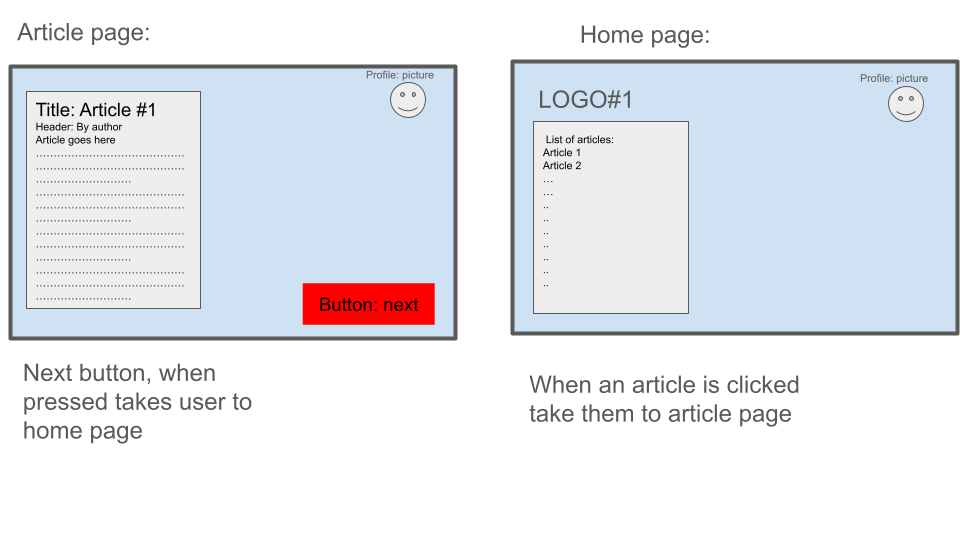 Article page:
Profile: picture
Title: Article #1
Header: By author
Article goes here
...........................................
...........................................
............................
...........................................
...........................................
............................
...........................................
...........................................
............................
...........................................
...........................................
............................
Button: next
Next button, when
pressed takes user to
home page
Home page:
Profile: picture
LOGO#1
List of articles:
Article 1
Article 2
...
...
..
..
..
..
..
..
..
When an article is clicked
take them to article page